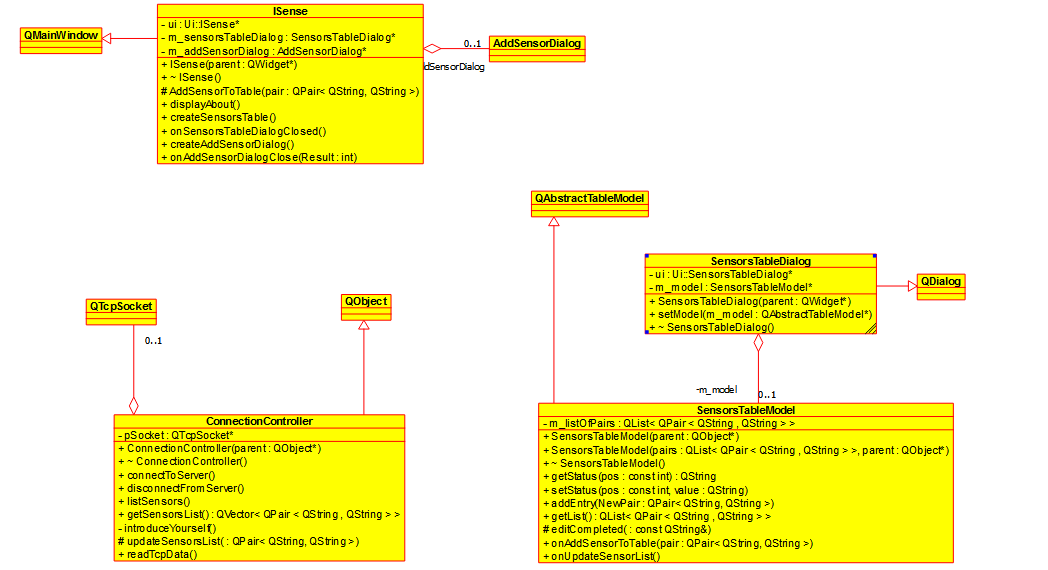 ISense
- ui : Ui::ISense*
- m_sensorsTableDialog : SensorsTableDialog*
- m_addSensorDialog : AddSensorDialog*
+ ISense(parent : QWidget*)
+ ~ ISense()
# AddSensorToTable(pair : QPair< QString, QString >)
+ displayAbout()
+ createSensorsTable()
+ onSensorsTableDialogClosed()
+ createAddSensorDialog()
+ onAddSensorDialogClose(Result : int)
QMainWindow
0..1
AddSensorDialog
dSensorDialog
QAbstractTableModel
SensorsTableDialog
- ui : Ui::SensorsTableDialog*
- m_model : SensorsTableModel*
+ SensorsTableDialog(parent : QWidget*)
+ setModel(m_model : QAbstractTableModel*)
+ ~ SensorsTableDialog()
QDialog
QTcpSocket
QObject
0..1
-m_model
0..1
ConnectionController
- pSocket : QTcpSocket*
+ ConnectionController(parent : QObject*)
+ ~ ConnectionController()
+ connectToServer()
+ disconnectFromServer()
+ listSensors()
+ getSensorsList() : QVector< QPair < QString , QString > >
- introduceYourself()
# updateSensorsList( : QPair< QString, QString >)
+ readTcpData()
SensorsTableModel
- m_listOfPairs : QList< QPair < QString , QString > >
+ SensorsTableModel(parent : QObject*)
+ SensorsTableModel(pairs : QList< QPair < QString , QString > >, parent : QObject*)
+ ~ SensorsTableModel()
+ getStatus(pos : const int) : QString
+ setStatus(pos : const int, value : QString)
+ addEntry(NewPair : QPair< QString, QString >)
+ getList() : QList< QPair < QString , QString > >
# editCompleted( : const QString&)
+ onAddSensorToTable(pair : QPair< QString, QString >)
+ onUpdateSensorList()